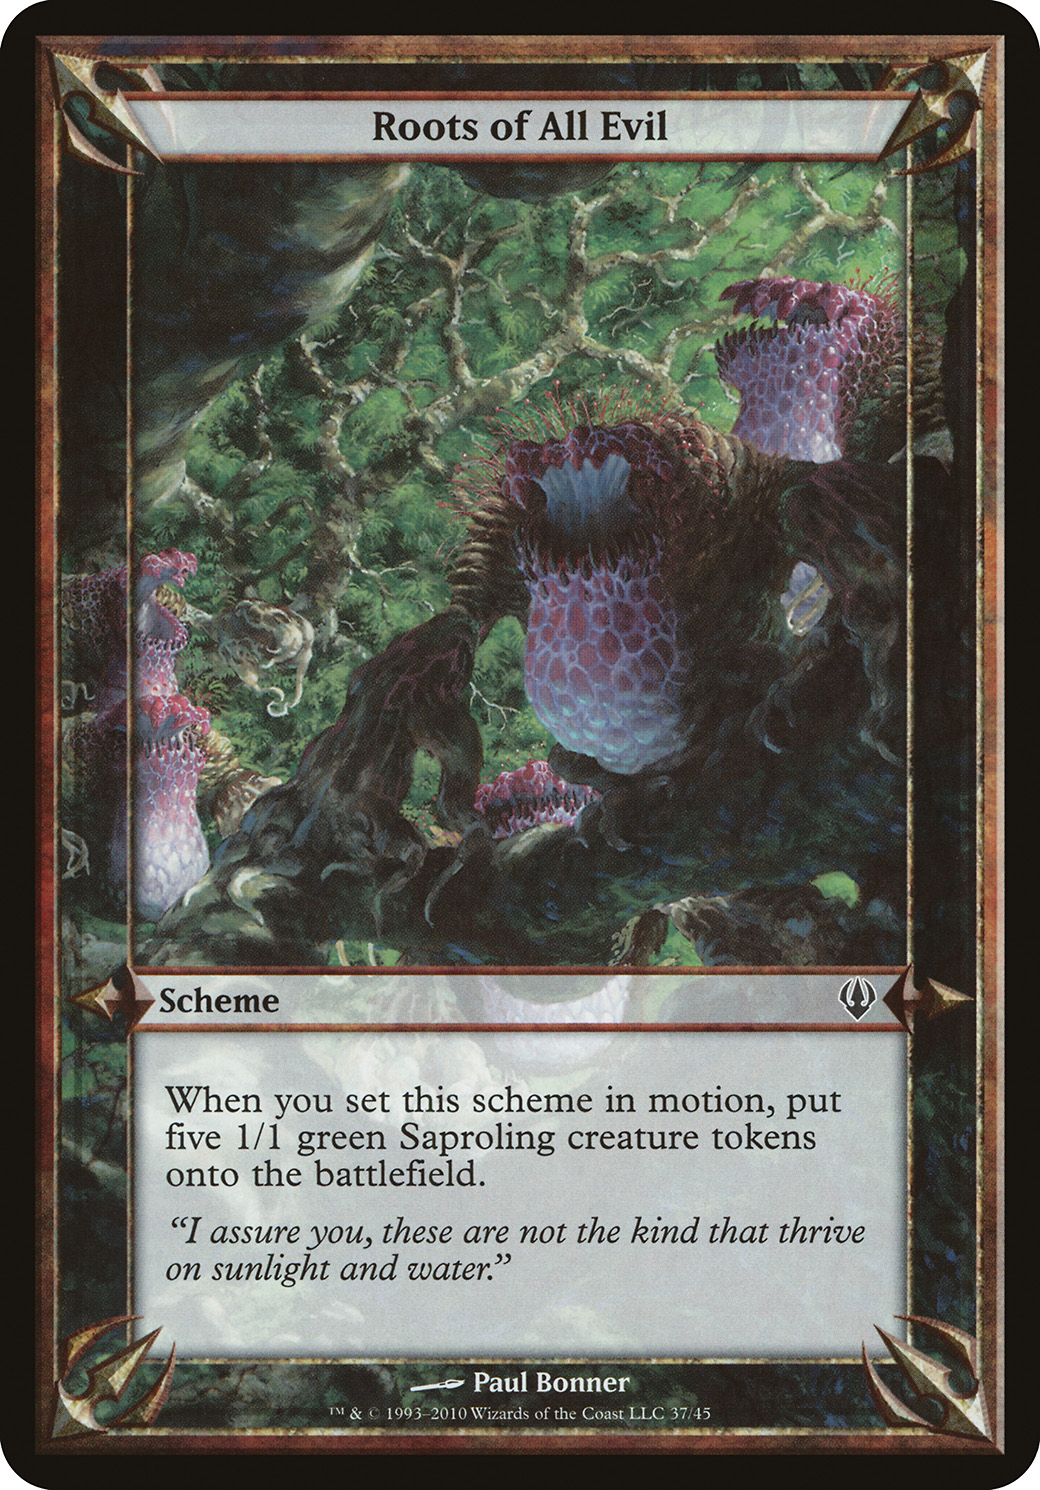 Roots of All Evil
Scheme
When you set this scheme in motion, put
five 1/1 green Saproling creature tokens
onto the battlefield.
“I assure you, these are not the kind that thrive
on sunlight and water.”
Paul Bonner
™ & © 1993–2010 Wizards of the Coast LLC 37/45